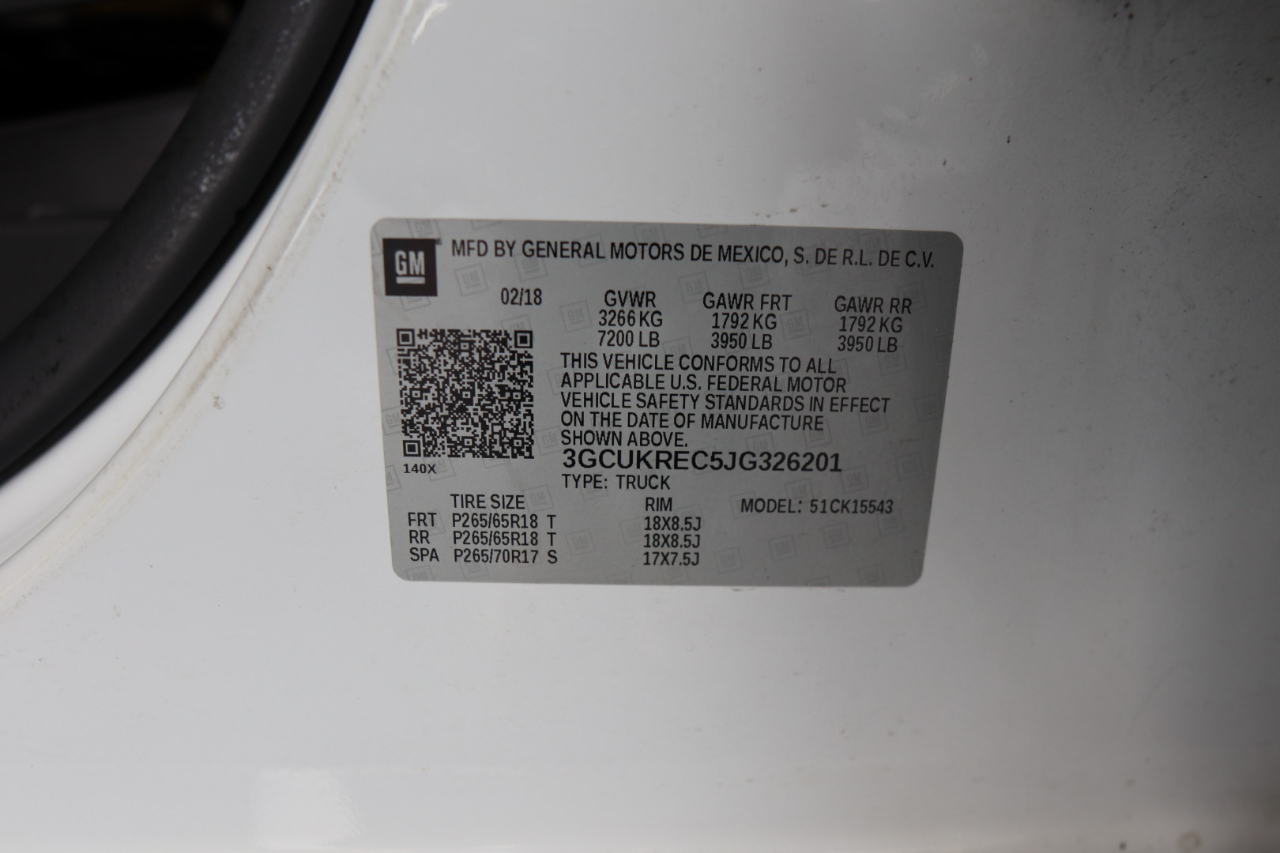 GM
MFD BY GENERAL MOTORS DE MEXICO, S. DE R.L. DE C.V.
02/18 GVWR GAWR FRT GAWR RR
3266 KG 1792 KG 1792 KG
7200 LB 3950 LB 3950 LB
THIS VEHICLE CONFORMS TO ALL
APPLICABLE U.S. FEDERAL MOTOR
VEHICLE SAFETY STANDARDS IN EFFECT
ON THE DATE OF MANUFACTURE
SHOWN ABOVE.
140X
3GCUKREC5JG326201
TYPE: TRUCK
TIRE SIZE RIM MODEL: 51CK15543
FRT P265/65R18 T 18X8.5J
RR P265/65R18 T 18X8.5J
SPA P265/70R17 S 17X7.5J